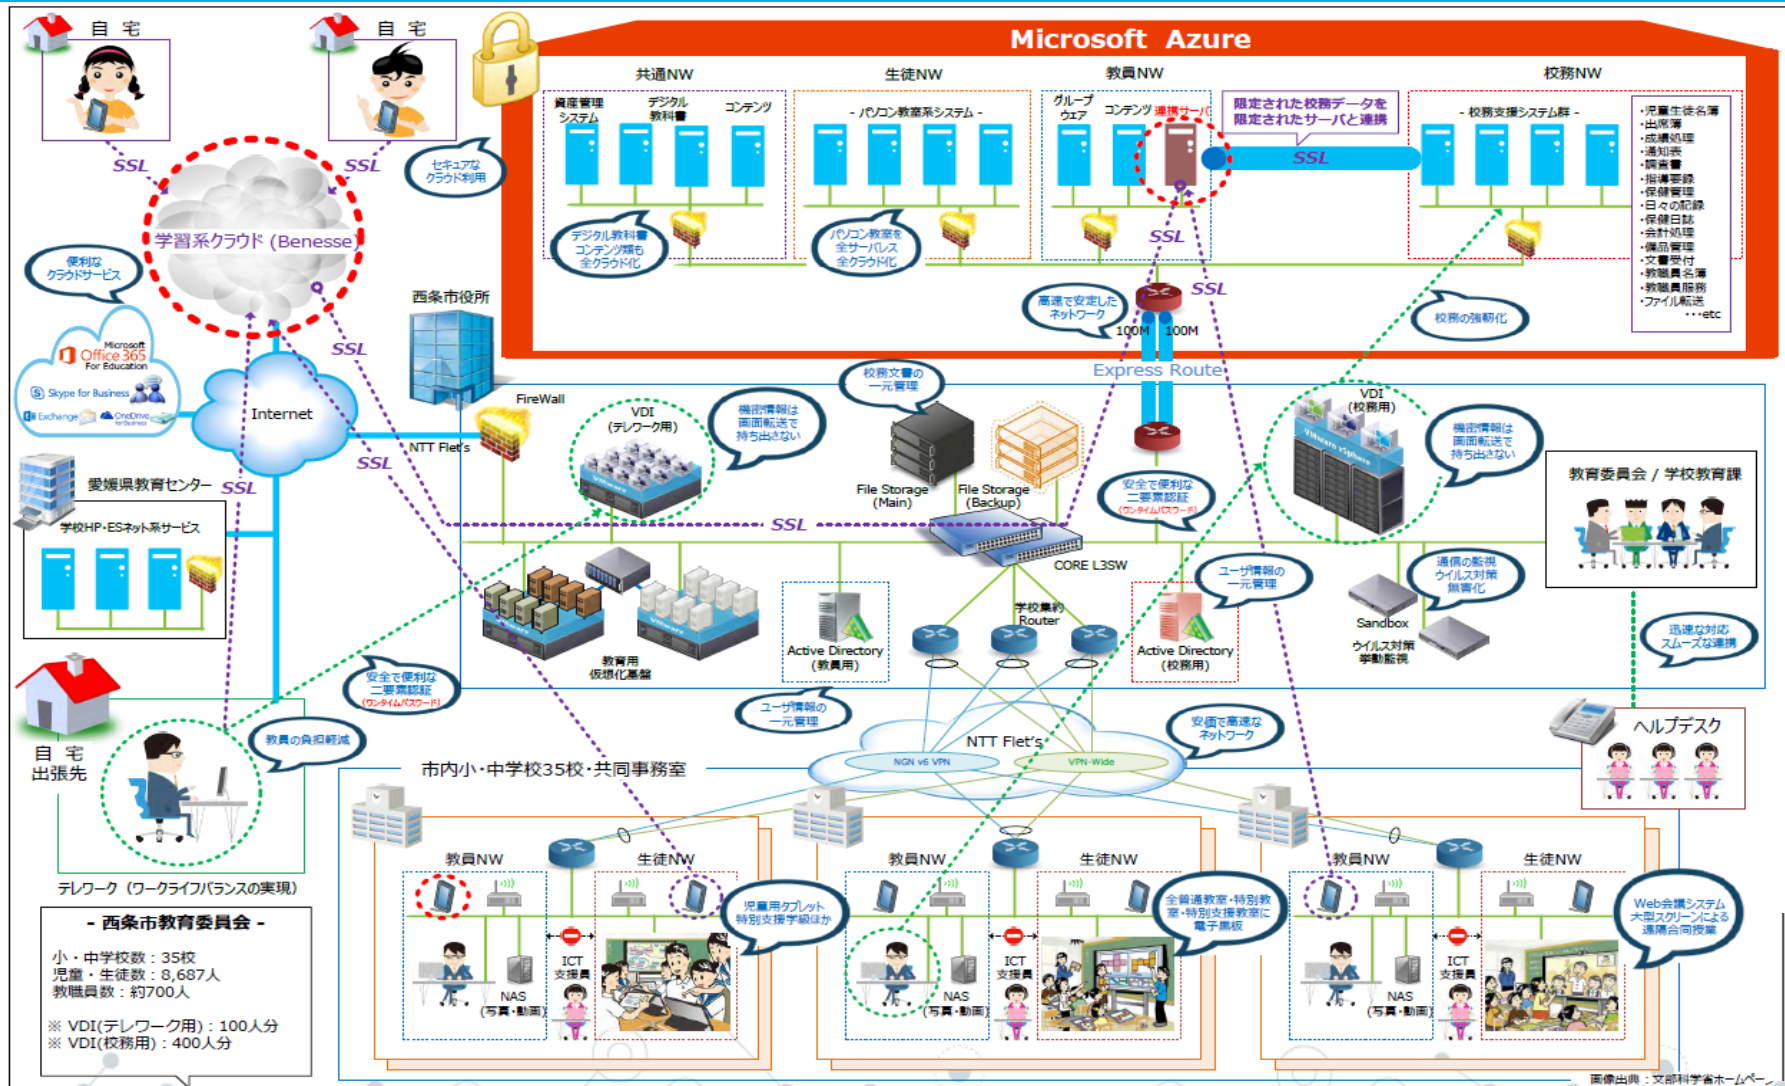 自 宅
自 宅
Microsoft Azure
共通NW
生徒NW
教員NW
校務NW
資産管理
システム
デジタル
教科書
コンテンツ
- パソコン教室系システム -
グループ
ウェア
コンテンツ
連携サーバ
限定された校務データを
限定されたサーバと連携
SSL
- 校務支援システム群 -
・児童生徒名簿
・出席簿
・成績処理
・通知表
・調査書
・指導要録
・保健管理
・日々の記録
・保健日誌
・会計処理
・備品管理
・文書受付
・教職員名簿
・教職員服務
・ファイル転送
・・・etc
SSL
SSL
セキュアな
クラウド利用
学習系クラウド (Benesse)
デジタル教科書
コンテンツ類も
全クラウド化
パソコン教室を
全サーバレス
全クラウド化
SSL
SSL
便利な
クラウドサービス
西条市役所
高速で安定した
ネットワーク
100M
100M
校務の強靭化
Express Route
Microsoft
Office 365
For Education
Skype for Business
Exchange
OneDrive
for Business
Internet
SSL
SSL
SSL
NTT Flet's
FireWall
VDI
(テレワーク用)
VMware
機密情報は
画面転送で
持ち出さない
校務文書の
一元管理
File Storage
(Main)
File Storage
(Backup)
安全で便利な
二要素認証
(ワンタイムパスワード)
VDI
(校務用)
VMware vSphere
機密情報は
画面転送で
持ち出さない
教育委員会 / 学校教育課
愛媛県教育センター
学校HP・ESネット系サービス
SSL
CORE L3SW
VMware
VMware
教育用
仮想化基盤
Active Directory
(教員用)
学校集約
Router
Active Directory
(校務用)
ユーザ情報の
一元管理
通信の監視
ウイルス対策
無害化
Sandbox
ウイルス対策
挙動監視
迅速な対応
スムーズな連携
安全で便利な
二要素認証
(ワンタイムパスワード)
ユーザ情報の
一元管理
自 宅
出張先
教員の負担軽減
テレワーク（ワークライフバランスの実現）
NTT Flet's
NGN v6 VPN
VPN-Wide
安価で高速な
ネットワーク
ヘルプデスク
市内小・中学校35校・共同事務室
教員NW
生徒NW
NAS
(写真・動画)
ICT
支援員
児童用タブレット
特別支援学級ほか
教員NW
生徒NW
NAS
(写真・動画)
ICT
支援員
全普通教室・特別教
室・特別支援教室に
電子黒板
教員NW
生徒NW
NAS
(写真・動画)
ICT
支援員
Web会議システム
大型スクリーンによる
遠隔合同授業
- 西条市教育委員会 -
小・中学校数：35校
児童・生徒数：8,687人
教職員数：約700人
※ VDI(テレワーク用)：100人分
※ VDI(校務用)：400人分
画像出典：文部科学省ホームページ